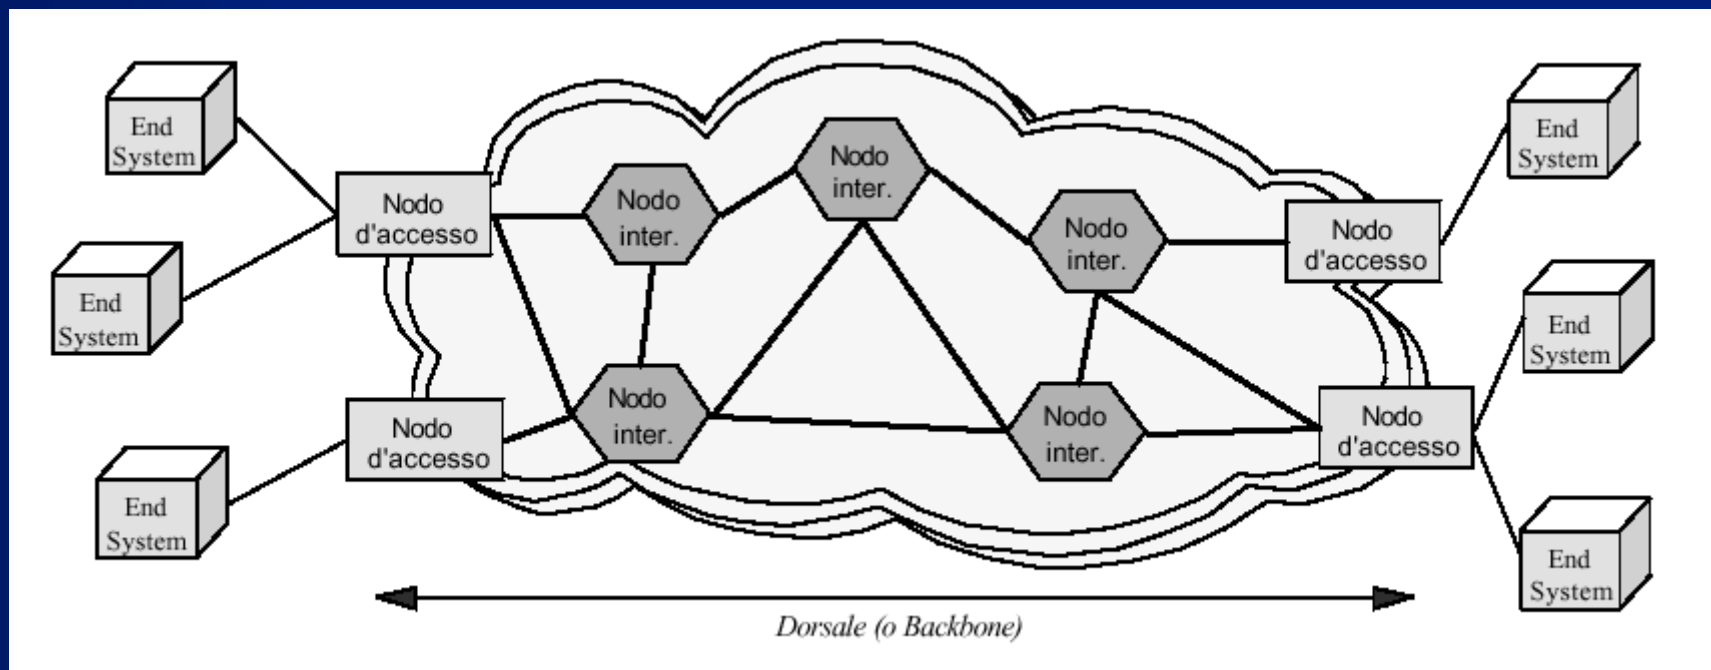 End
System
End
System
End
System
Nodo
d'accesso
Nodo
d'accesso
Nodo
inter.
Nodo
inter.
Nodo
inter.
Nodo
inter.
Nodo
inter.
Nodo
d'accesso
Nodo
d'accesso
End
System
End
System
End
System
Dorsale (o Backbone)